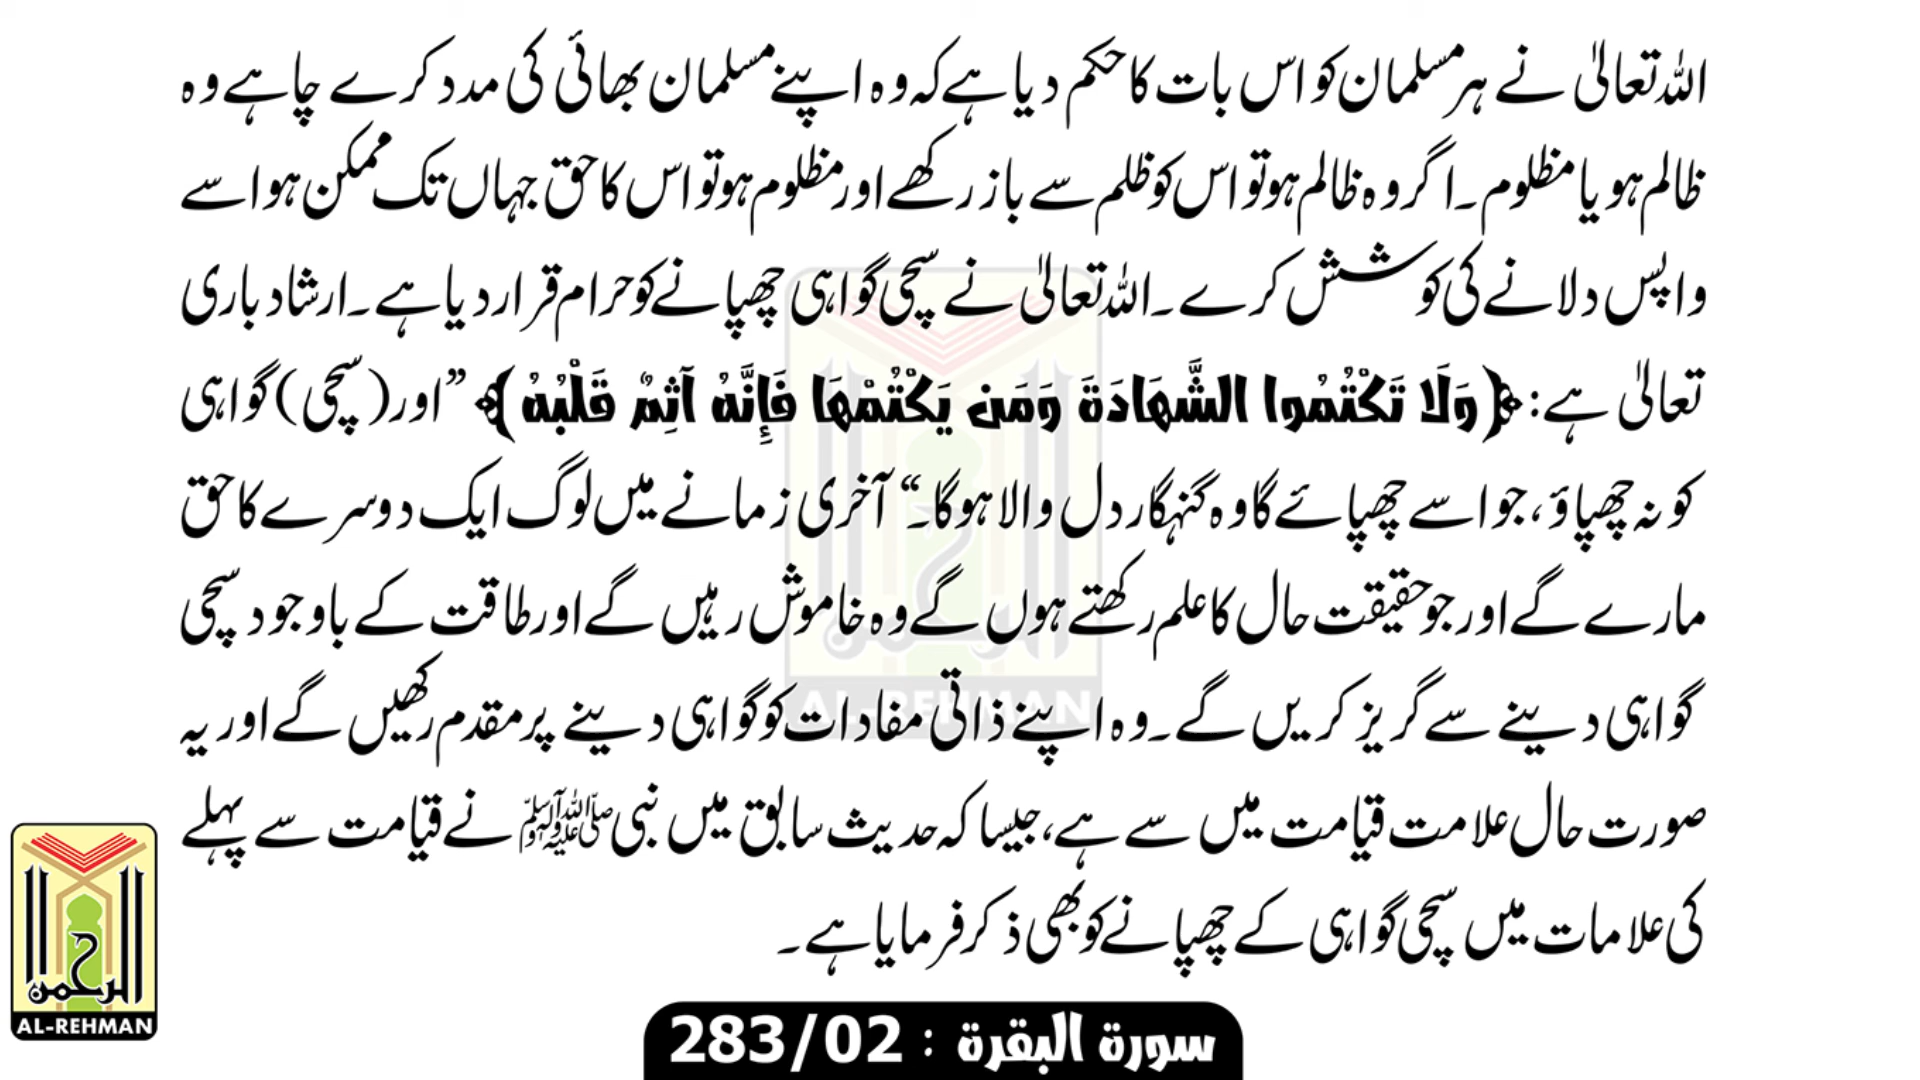 اللہ تعالیٰ نے ہر مسلمان کو اس بات کا حکم دیا ہے کہ وہ اپنے مسلمان بھائی کی مدد کرے چاہے وہ
ظالم ہو یا مظلوم۔ اگر وہ ظالم ہو تو اس کو ظلم سے باز رکھے اور مظلوم ہو تو اس کا حق جہاں تک ممکن ہو اسے
واپس دلانے کی کوشش کرے۔ اللہ تعالیٰ نے سچی گواہی چھپانے کو حرام قرار دیا ہے۔ ارشاد باری
تعالیٰ ہے: ﴿وَلَا تَكْتُمُوا الشَّهَادَةَ وَمَن يَكْتُمْهَا فَإِنَّهُ آثِمٌ قَلْبُهُ﴾ ”اور (سچی) گواہی
کو نہ چھپاؤ، جو اسے چھپائے گا وہ گنہگار دل والا ہوگا۔“ آخری زمانے میں لوگ ایک دوسرے کا حق
مارے گے اور جو حقیقت حال کا علم رکھتے ہوں گے وہ خاموش رہیں گے اور طاقت کے باوجود سچی
گواہی دینے سے گریز کریں گے۔ وہ اپنے ذاتی مفادات کو گواہی دینے پر مقدم رکھیں گے اور یہ
صورت حال علامت قیامت میں سے ہے، جیسا کہ حدیث سابق میں نبی ﷺ نے قیامت سے پہلے
کی علامات میں سچی گواہی کے چھپانے کو بھی ذکر فرمایا ہے۔
سورة البقرة : 283/02
الرحمن
AL-REHMAN
الرحمن
AL-REHMAN